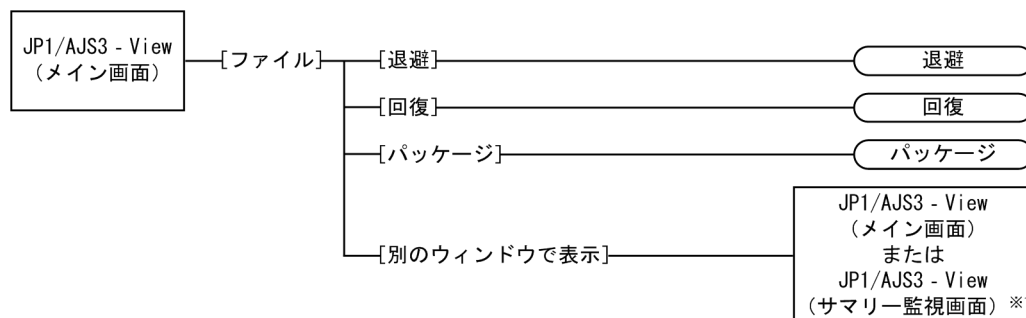 JP1/AJS3 - View
（メイン画面）
[ファイル]
[退避]
退避
[回復]
回復
[パッケージ]
パッケージ
[別のウィンドウで表示]
JP1/AJS3 - View
（メイン画面）
または
JP1/AJS3 - View
（サマリー監視画面）※